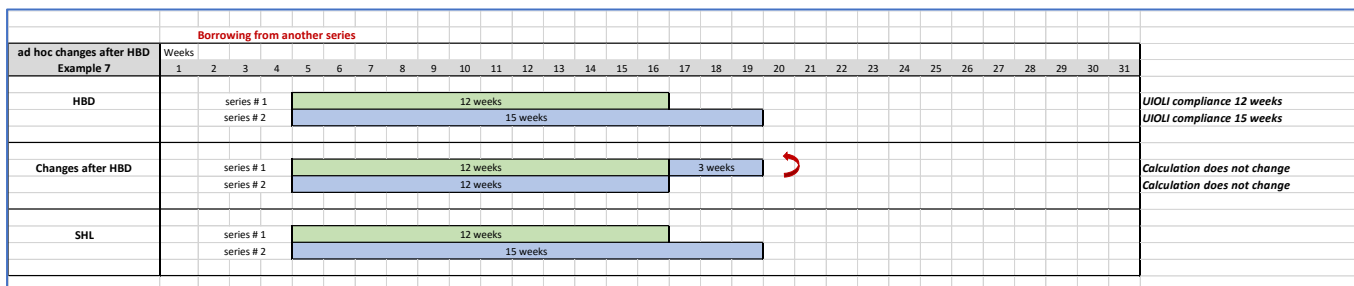 Borrowing from another series
ad hoc changes after HBD Weeks
Example 7 1 2 3 4 5 6 7 8 9 10 11 12 13 14 15 16 17 18 19 20 21 22 23 24 25 26 27 28 29 30 31
HBD series # 1 12 weeks UIOLI compliance 12 weeks
series # 2 15 weeks UIOLI compliance 15 weeks
Changes after HBD series # 1 12 weeks 3 weeks Calculation does not change
series # 2 12 weeks Calculation does not change
SHL series # 1 12 weeks
series # 2 15 weeks